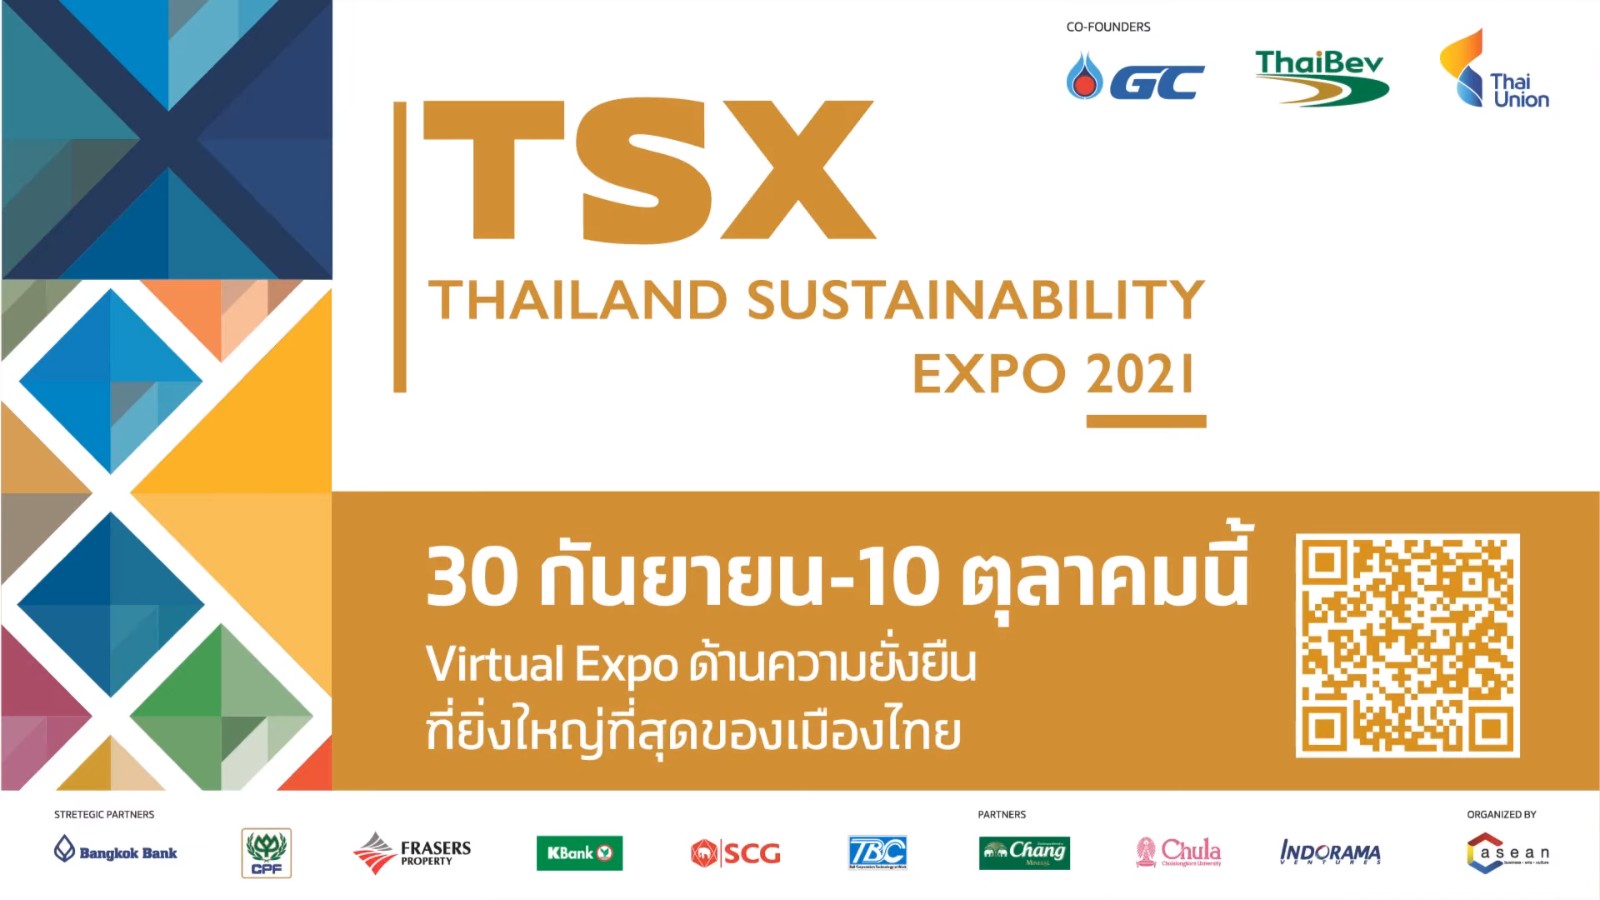 CO-FOUNDERS
GC
ThaiBev
Thai
Union
TSX
THAILAND SUSTAINABILITY
EXPO 2021
30 กันยายน-10 ตุลาคมนี้
Virtual Expo ด้านความยั่งยืน
ที่ยิ่งใหญ่ที่สุดของเมืองไทย
STRETEGIC PARTNERS
Bangkok Bank
CPF
FRASERS
PROPERTY
KBank
SCG
TBC
PARTNERS
Chang
Chula
Chulalongkorn University
INDORAMA
VENTURES
ORGANIZED BY
C asean